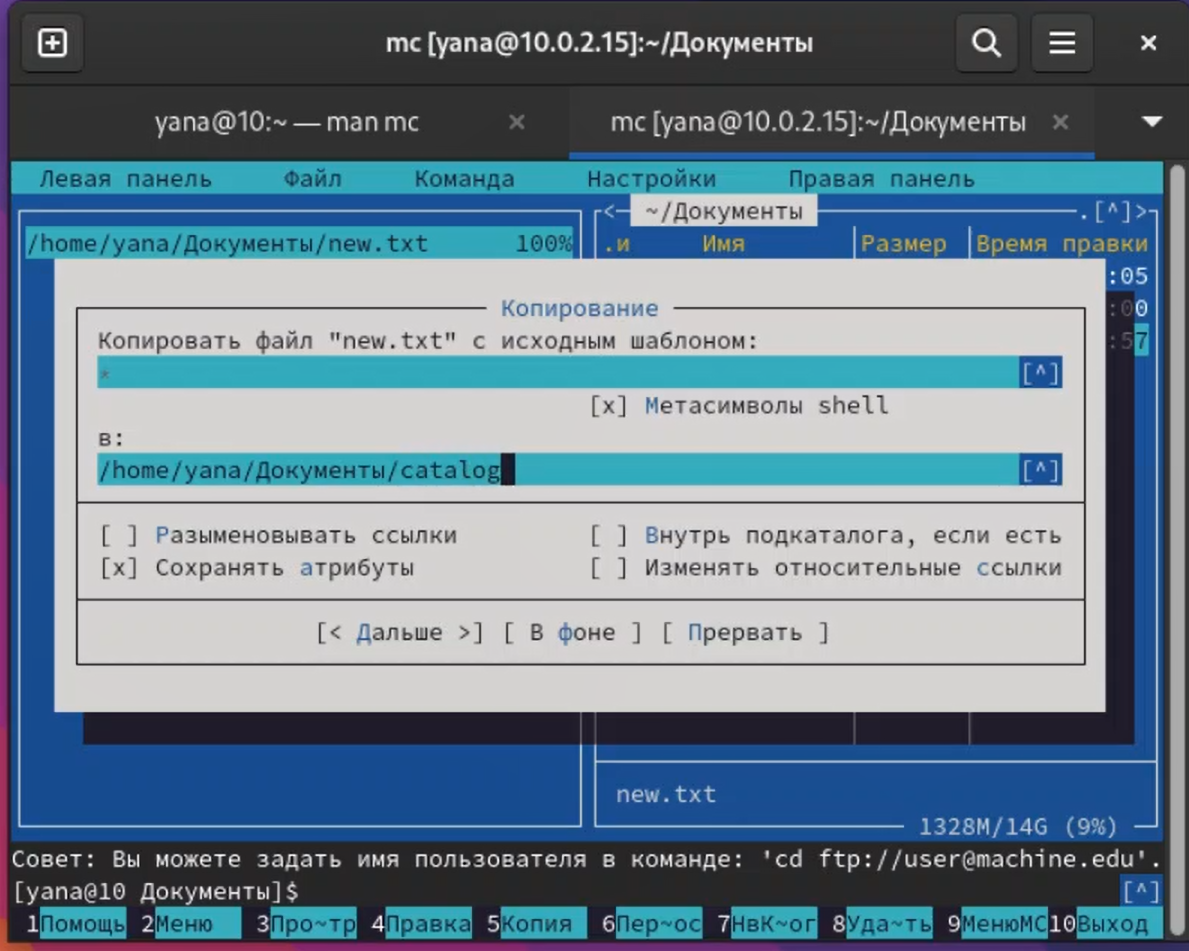 mc [yana@10.0.2.15]:~/Документы
yana@10:~ — man mc
mc [yana@10.0.2.15]:~/Документы
Левая панель Файл Команда Настройки Правая панель
<─ ~/Документы ─.[^]>
/home/yana/Документы/new.txt 100%
.и Имя Размер Время правки
:05
:00
:57
Копирование
Копировать файл "new.txt" с исходным шаблоном:
* [^]
[x] Метасимволы shell
в:
/home/yana/Документы/catalog [^]
[ ] Разыменовывать ссылки [ ] Внутрь подкаталога, если есть
[x] Сохранять атрибуты [ ] Изменять относительные ссылки
[< Дальше >] [ В фоне ] [ Прервать ]
new.txt
1328M/14G (9%)
Совет: Вы можете задать имя пользователя в команде: 'cd ftp://user@machine.edu'.
[yana@10 Документы]$ [^]
1Помощь 2Меню 3Про~тр 4Правка 5Копия 6Пер~ос 7НвК~ог 8Уда~ть 9МенюMC 10Выход